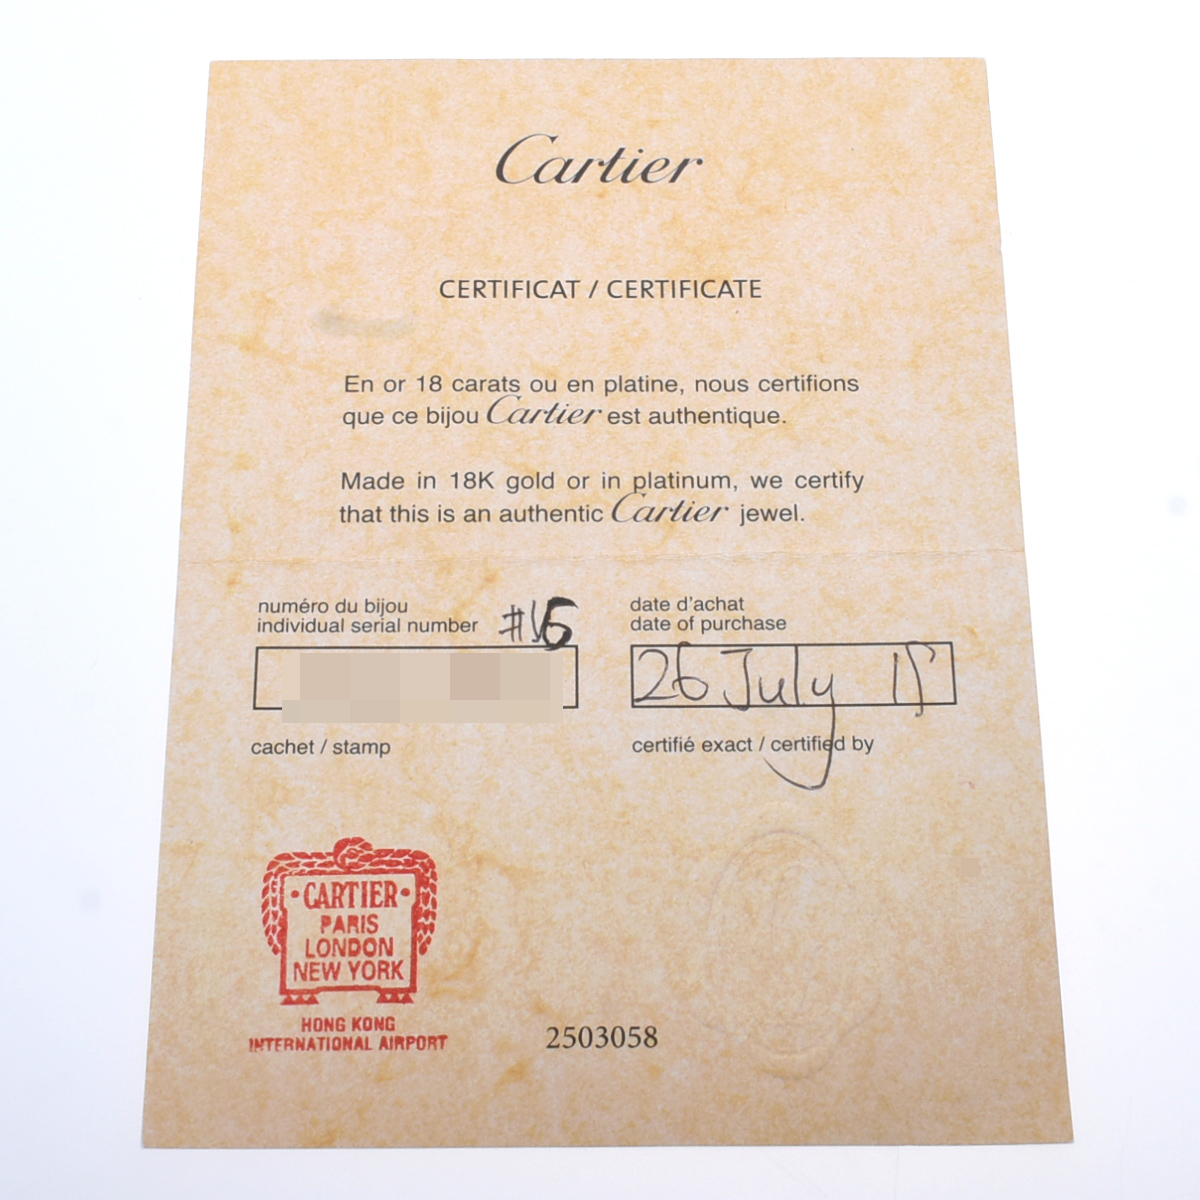 Cartier
CERTIFICAT / CERTIFICATE
En or 18 carats ou en platine, nous certifions
que ce bijou Cartier est authentique.
Made in 18K gold or in platinum, we certify
that this is an authentic Cartier jewel.
numéro du bijou
individual serial number
date d'achat
date of purchase
26 July
cachet / stamp
certifié exact / certified by
·CARTIER·
PARIS
LONDON
NEW YORK
HONG KONG
INTERNATIONAL AIRPORT
2503058